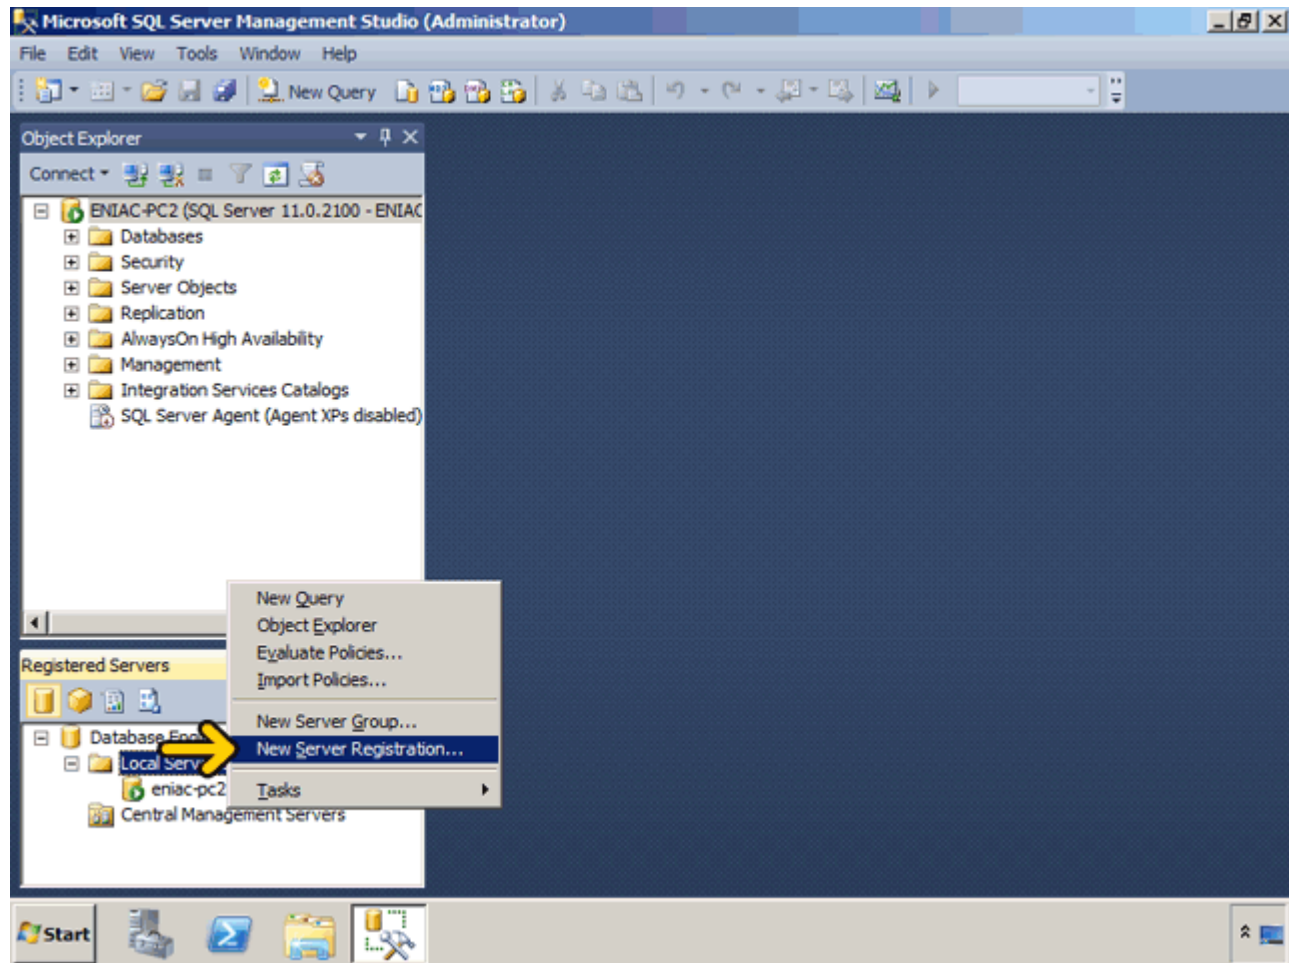 Microsoft SQL Server Management Studio (Administrator)
File Edit View Tools Window Help
New Query
Object Explorer
Connect
ENIAC-PC2 (SQL Server 11.0.2100 - ENIAC
Databases
Security
Server Objects
Replication
AlwaysOn High Availability
Management
Integration Services Catalogs
SQL Server Agent (Agent XPs disabled)
New Query
Object Explorer
Evaluate Policies...
Import Policies...
New Server Group...
New Server Registration...
Tasks
Registered Servers
Database
Local Serv
eniac-pc2
Central Management Servers
Start